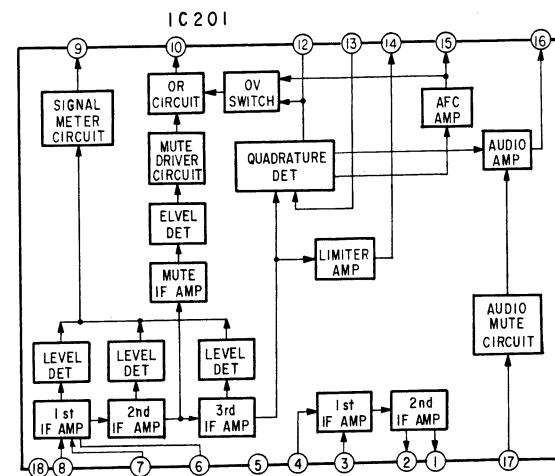 IC201
9
10
12
13
14
15
16
SIGNAL
METER
CIRCUIT
OR
CIRCUIT
OV
SWITCH
AFC
AMP
MUTE
DRIVER
CIRCUIT
QUADRATURE
DET
AUDIO
AMP
ELVEL
DET
MUTE
IF AMP
LIMITER
AMP
AUDIO
MUTE
CIRCUIT
LEVEL
DET
LEVEL
DET
LEVEL
DET
1st
IF AMP
2nd
IF AMP
3rd
IF AMP
1st
IF AMP
2nd
IF AMP
18
8
7
6
5
4
3
2
1
17